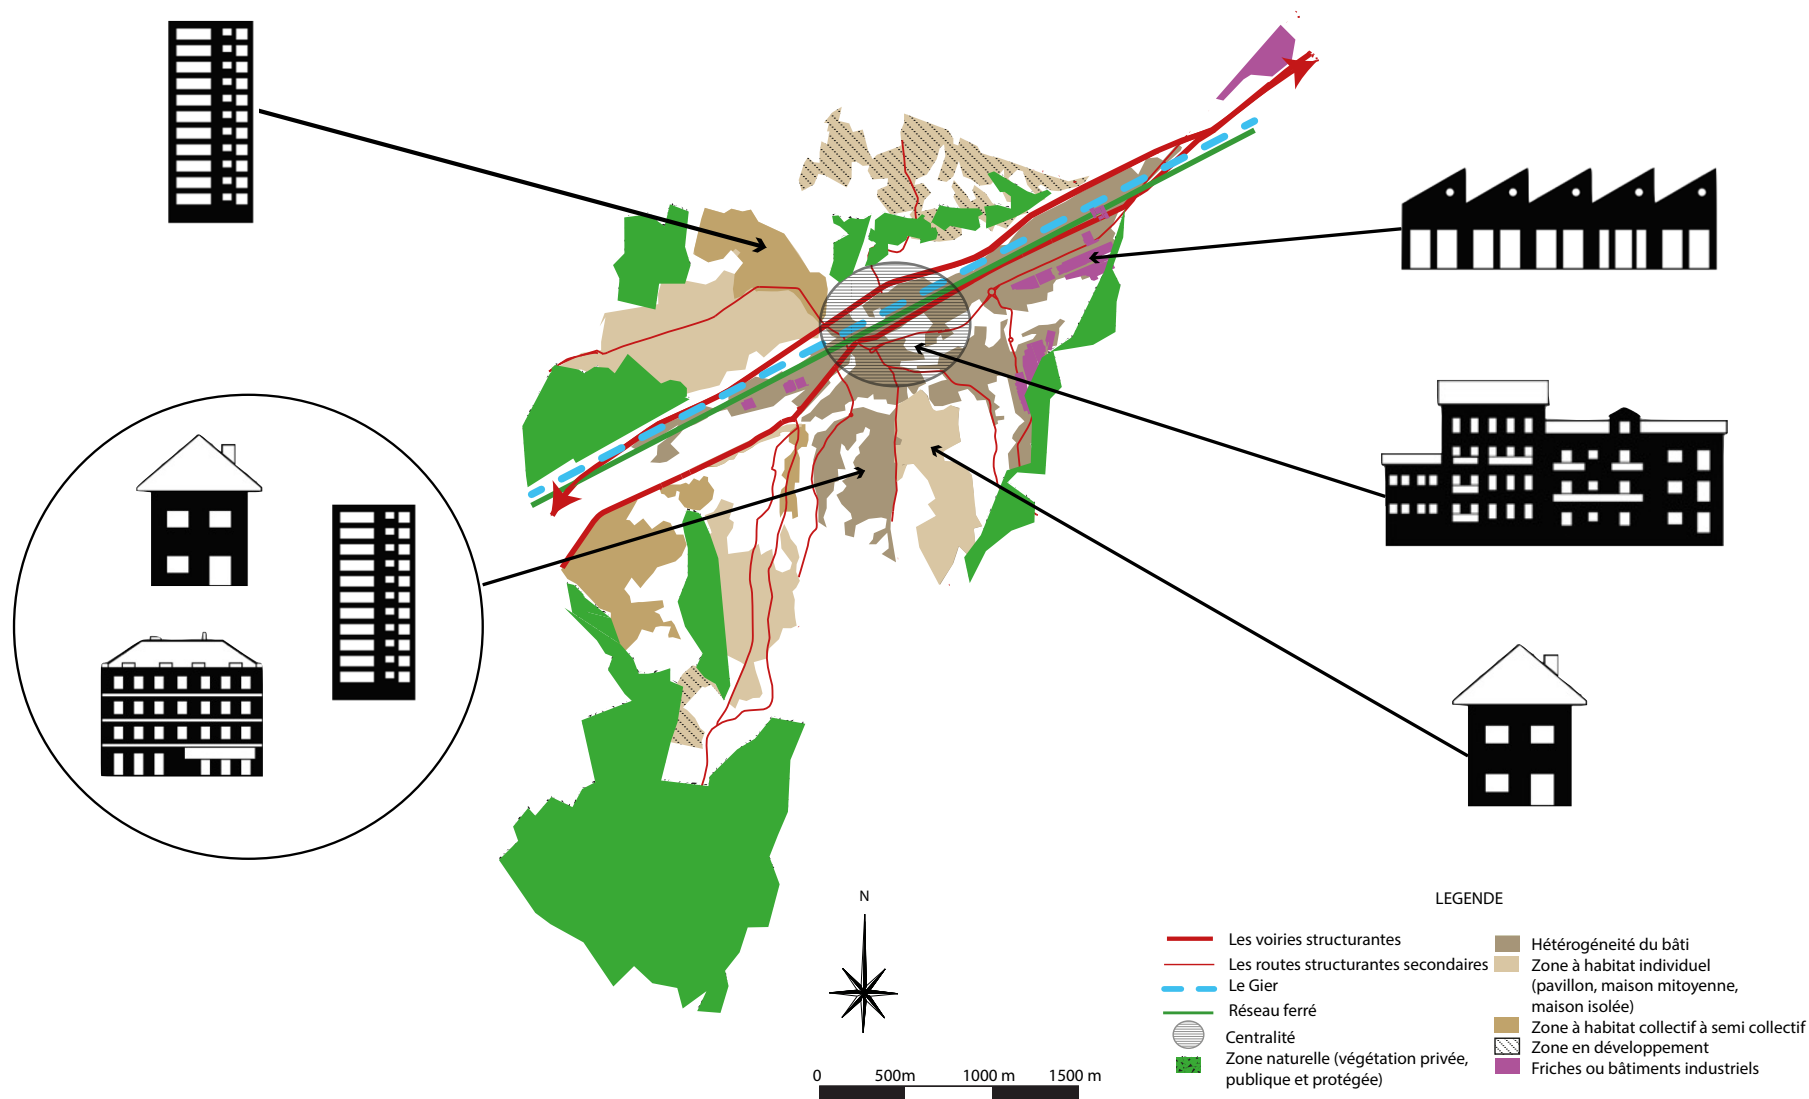 N
0 500m 1000 m 1500 m
LEGENDE
Les voiries structurantes
Les routes structurantes secondaires
Le Gier
Réseau ferré
Centralité
Zone naturelle (végétation privée,
publique et protégée)
Hétérogéneité du bâti
Zone à habitat individuel
(pavillon, maison mitoyenne,
maison isolée)
Zone à habitat collectif à semi collectif
Zone en développement
Friches ou bâtiments industriels